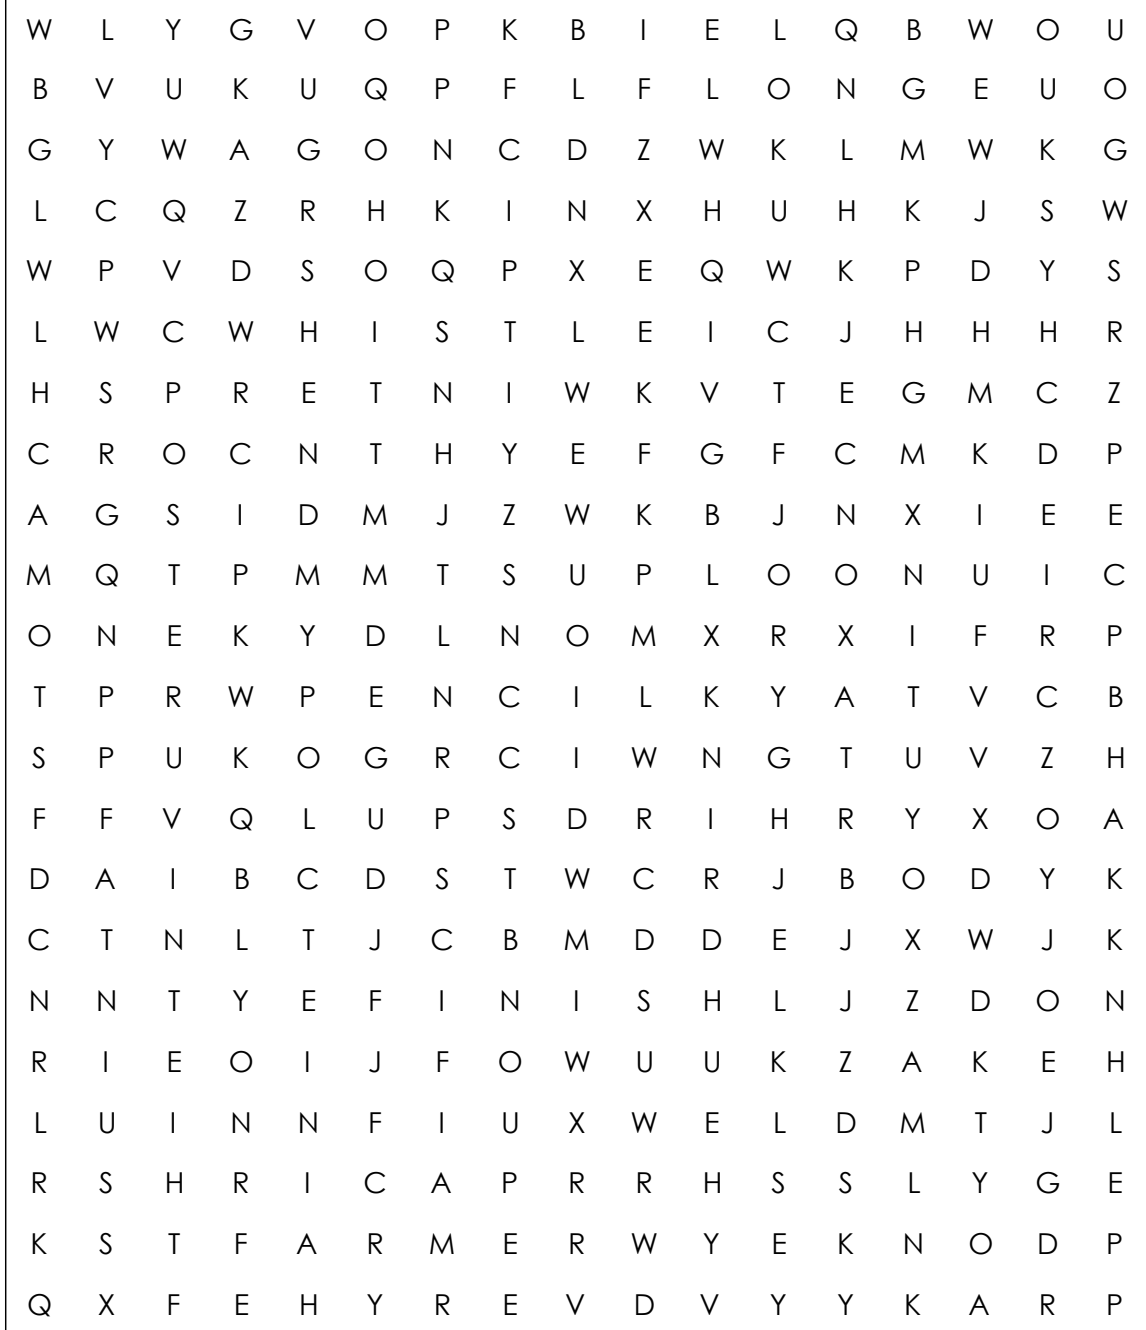 W L Y G V O P K B I E L Q B W O U
B V U K U Q P F L F L O N G E U O
G Y W A G O N C D Z W K L M W K G
L C Q Z R H K I N X H U H K J S W
W P V D S O Q P X E Q W K P D Y S
L W C W H I S T L E I C J H H H R
H S P R E T N I W K V T E G M C Z
C R O C N T H Y E F G F C M K D P
A G S I D M J Z W K B J N X I E E
M Q T P M M T S U P L O O N U I C
O N E K Y D L N O M X R X I F R P
T P R W P E N C I L K Y A T V C B
S P U K O G R C I W N G T U V Z H
F F V Q L U P S D R I H R Y X O A
D A I B C D S T W C R J B O D Y K
C T N L T J C B M D D E J X W J K
N N T Y E F I N I S H L J Z D O N
R I E O I J F O W U U K Z A K E H
L U I N N F I U X W E L D M T J L
R S H R I C A P R R H S S L Y G E
K S T F A R M E R W Y E K N O D P
Q X F E H Y R E V D V Y Y K A R P